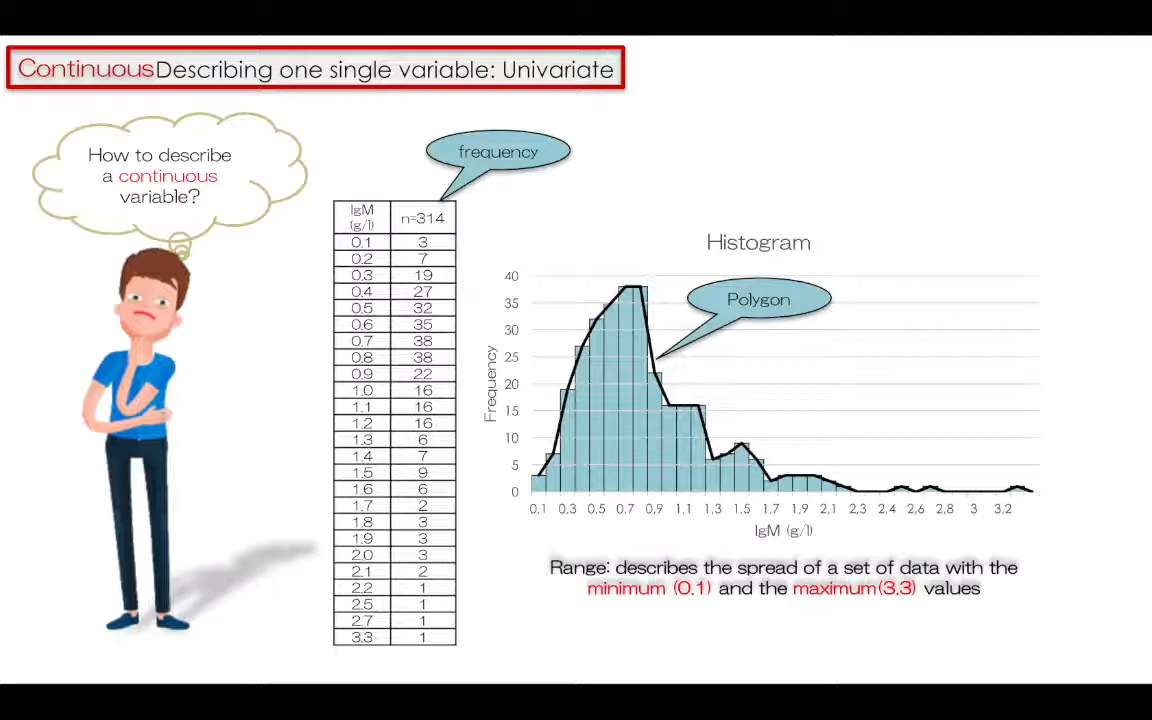 Continuous Describing one single variable: Univariate
How to describe
a continuous
variable?
frequency
IgM
(g/l)
n=314
0.1 3
0.2 7
0.3 19
0.4 27
0.5 32
0.6 35
0.7 38
0.8 38
0.9 22
1.0 16
1.1 16
1.2 16
1.3 6
1.4 7
1.5 9
1.6 6
1.7 2
1.8 3
1.9 3
2.0 3
2.1 2
2.2 1
2.5 1
2.7 1
3.3 1
Histogram
Polygon
Frequency
40
35
30
25
20
15
10
5
0
0,1 0,3 0,5 0,7 0,9 1,1 1,3 1,5 1,7 1,9 2,1 2,3 2,4 2,6 2,8 3 3,2
IgM (g/l)
Range: describes the spread of a set of data with the
minimum (0.1) and the maximum(3.3) values